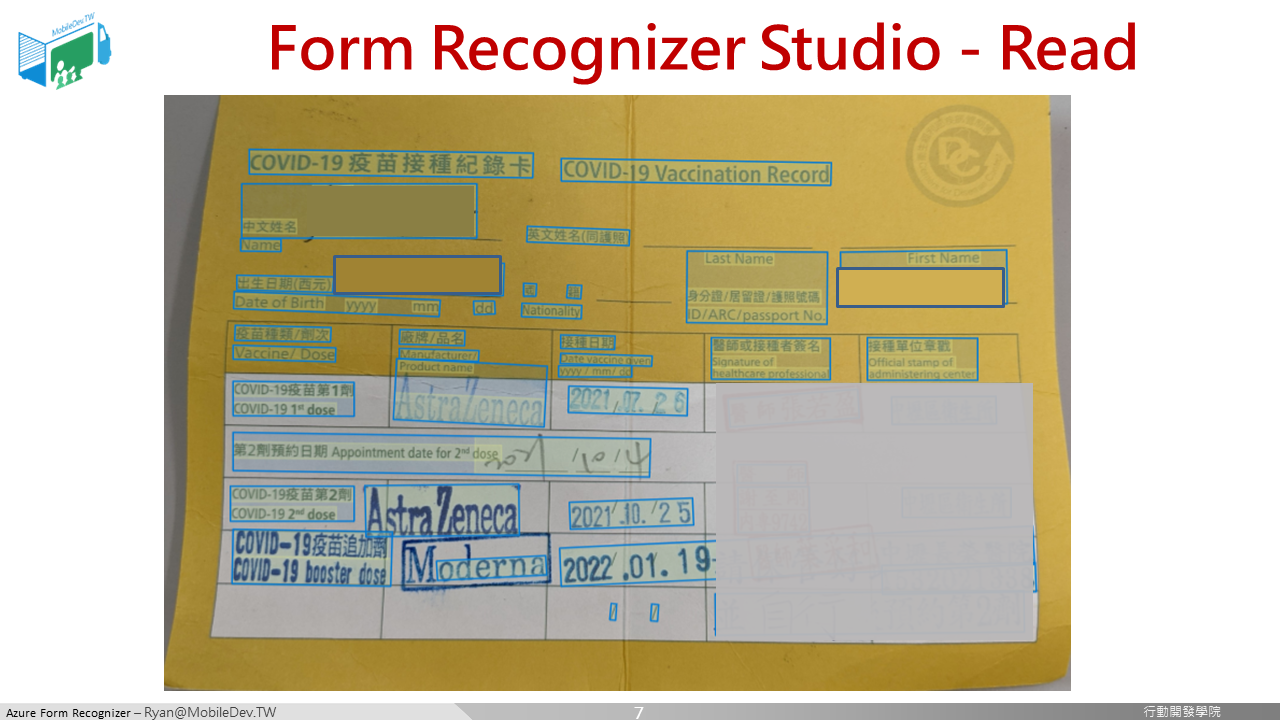 MobileDev.TW
Form Recognizer Studio - Read
COVID-19 疫苗接種紀錄卡
COVID-19 Vaccination Record
中文姓名
Name
英文姓名(同護照)
Last Name
First Name
出生日期(西元)
Date of Birth yyyy mm dd
Nationality
身分證/居留證/護照號碼
ID/ARC/passport No.
疫苗種類/劑次
Vaccine/ Dose
廠牌/品名
Manufacturer/
Product name
接種日期
Date vaccine given
yyyy / mm/ dd
醫師或接種者簽名
Signature of
healthcare professional
接種單位章戳
Official stamp of
administering center
COVID-19疫苗第1劑
COVID-19 1st dose
AstraZeneca
2021.07.26
第2劑預約日期 Appointment date for 2nd dose
2021/10/14
COVID-19疫苗第2劑
COVID-19 2nd dose
AstraZeneca
2021.10.25
COVID-19疫苗追加劑
COVID-19 booster dose
Moderna
2022.01.19
/ /
Azure Form Recognizer – Ryan@MobileDev.TW
7
行動開發學院